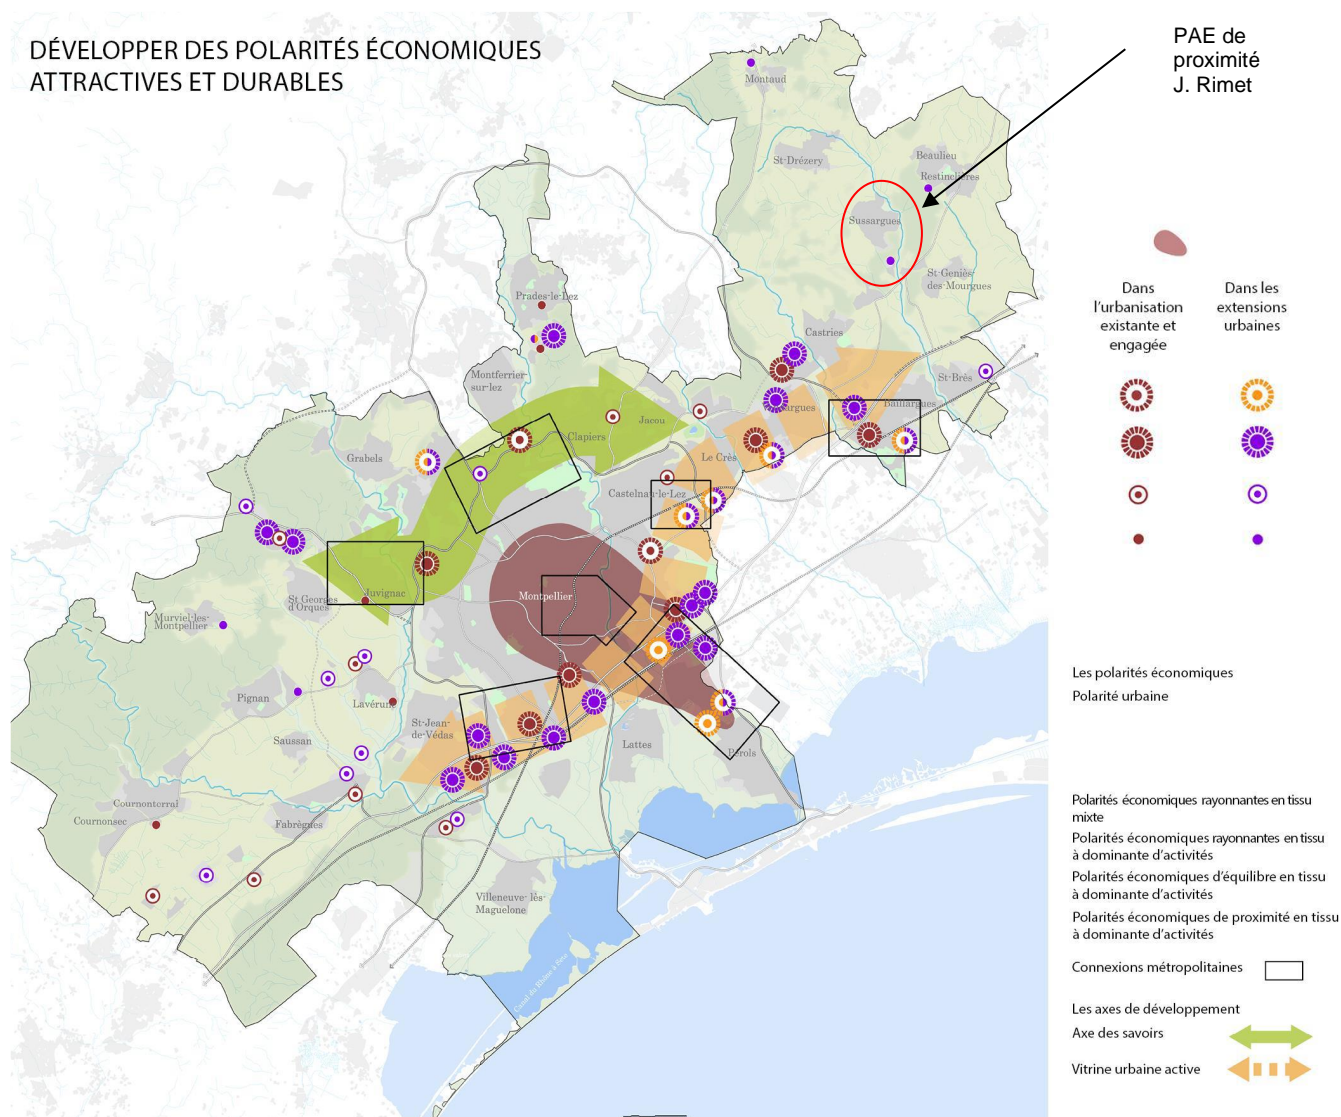 DÉVELOPPER DES POLARITÉS ÉCONOMIQUES
ATTRACTIVES ET DURABLES
PAE de
proximité
J. Rimet
Montaud
St-Drézery
Beaulieu
Restinclières
Sussargues
St-Geniès-
des-Mourgues
Prades-le-Lez
Castries
Montferrier-
sur-lez
St-Brès
Baillargues
argues
Jacou
Clapiers
Le Crès
Grabels
Castelnau-le-Lez
Montpellier
Juvignac
St Georges
d'Orques
Murviel-lès-
Montpellier
Pignan
Lavérune
St-Jean-
de-Védas
Saussan
Lattes
Pérols
Cournonterral
Cournonsec
Fabrègues
Villeneuve-lès-
Maguelone
Canal du Rhône à Sète
Dans
l'urbanisation
existante et
engagée
Dans les
extensions
urbaines
Les polarités économiques
Polarité urbaine
Polarités économiques rayonnantes en tissu
mixte
Polarités économiques rayonnantes en tissu
à dominante d'activités
Polarités économiques d'équilibre en tissu
à dominante d'activités
Polarités économiques de proximité en tissu
à dominante d'activités
Connexions métropolitaines
Les axes de développement
Axe des savoirs
Vitrine urbaine active